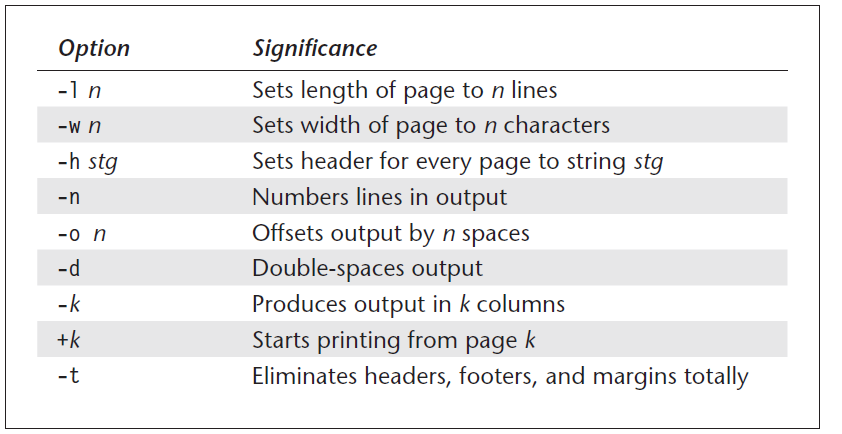 Option Significance
-l n Sets length of page to n lines
-w n Sets width of page to n characters
-h stg Sets header for every page to string stg
-n Numbers lines in output
-o n Offsets output by n spaces
-d Double-spaces output
-k Produces output in k columns
+k Starts printing from page k
-t Eliminates headers, footers, and margins totally